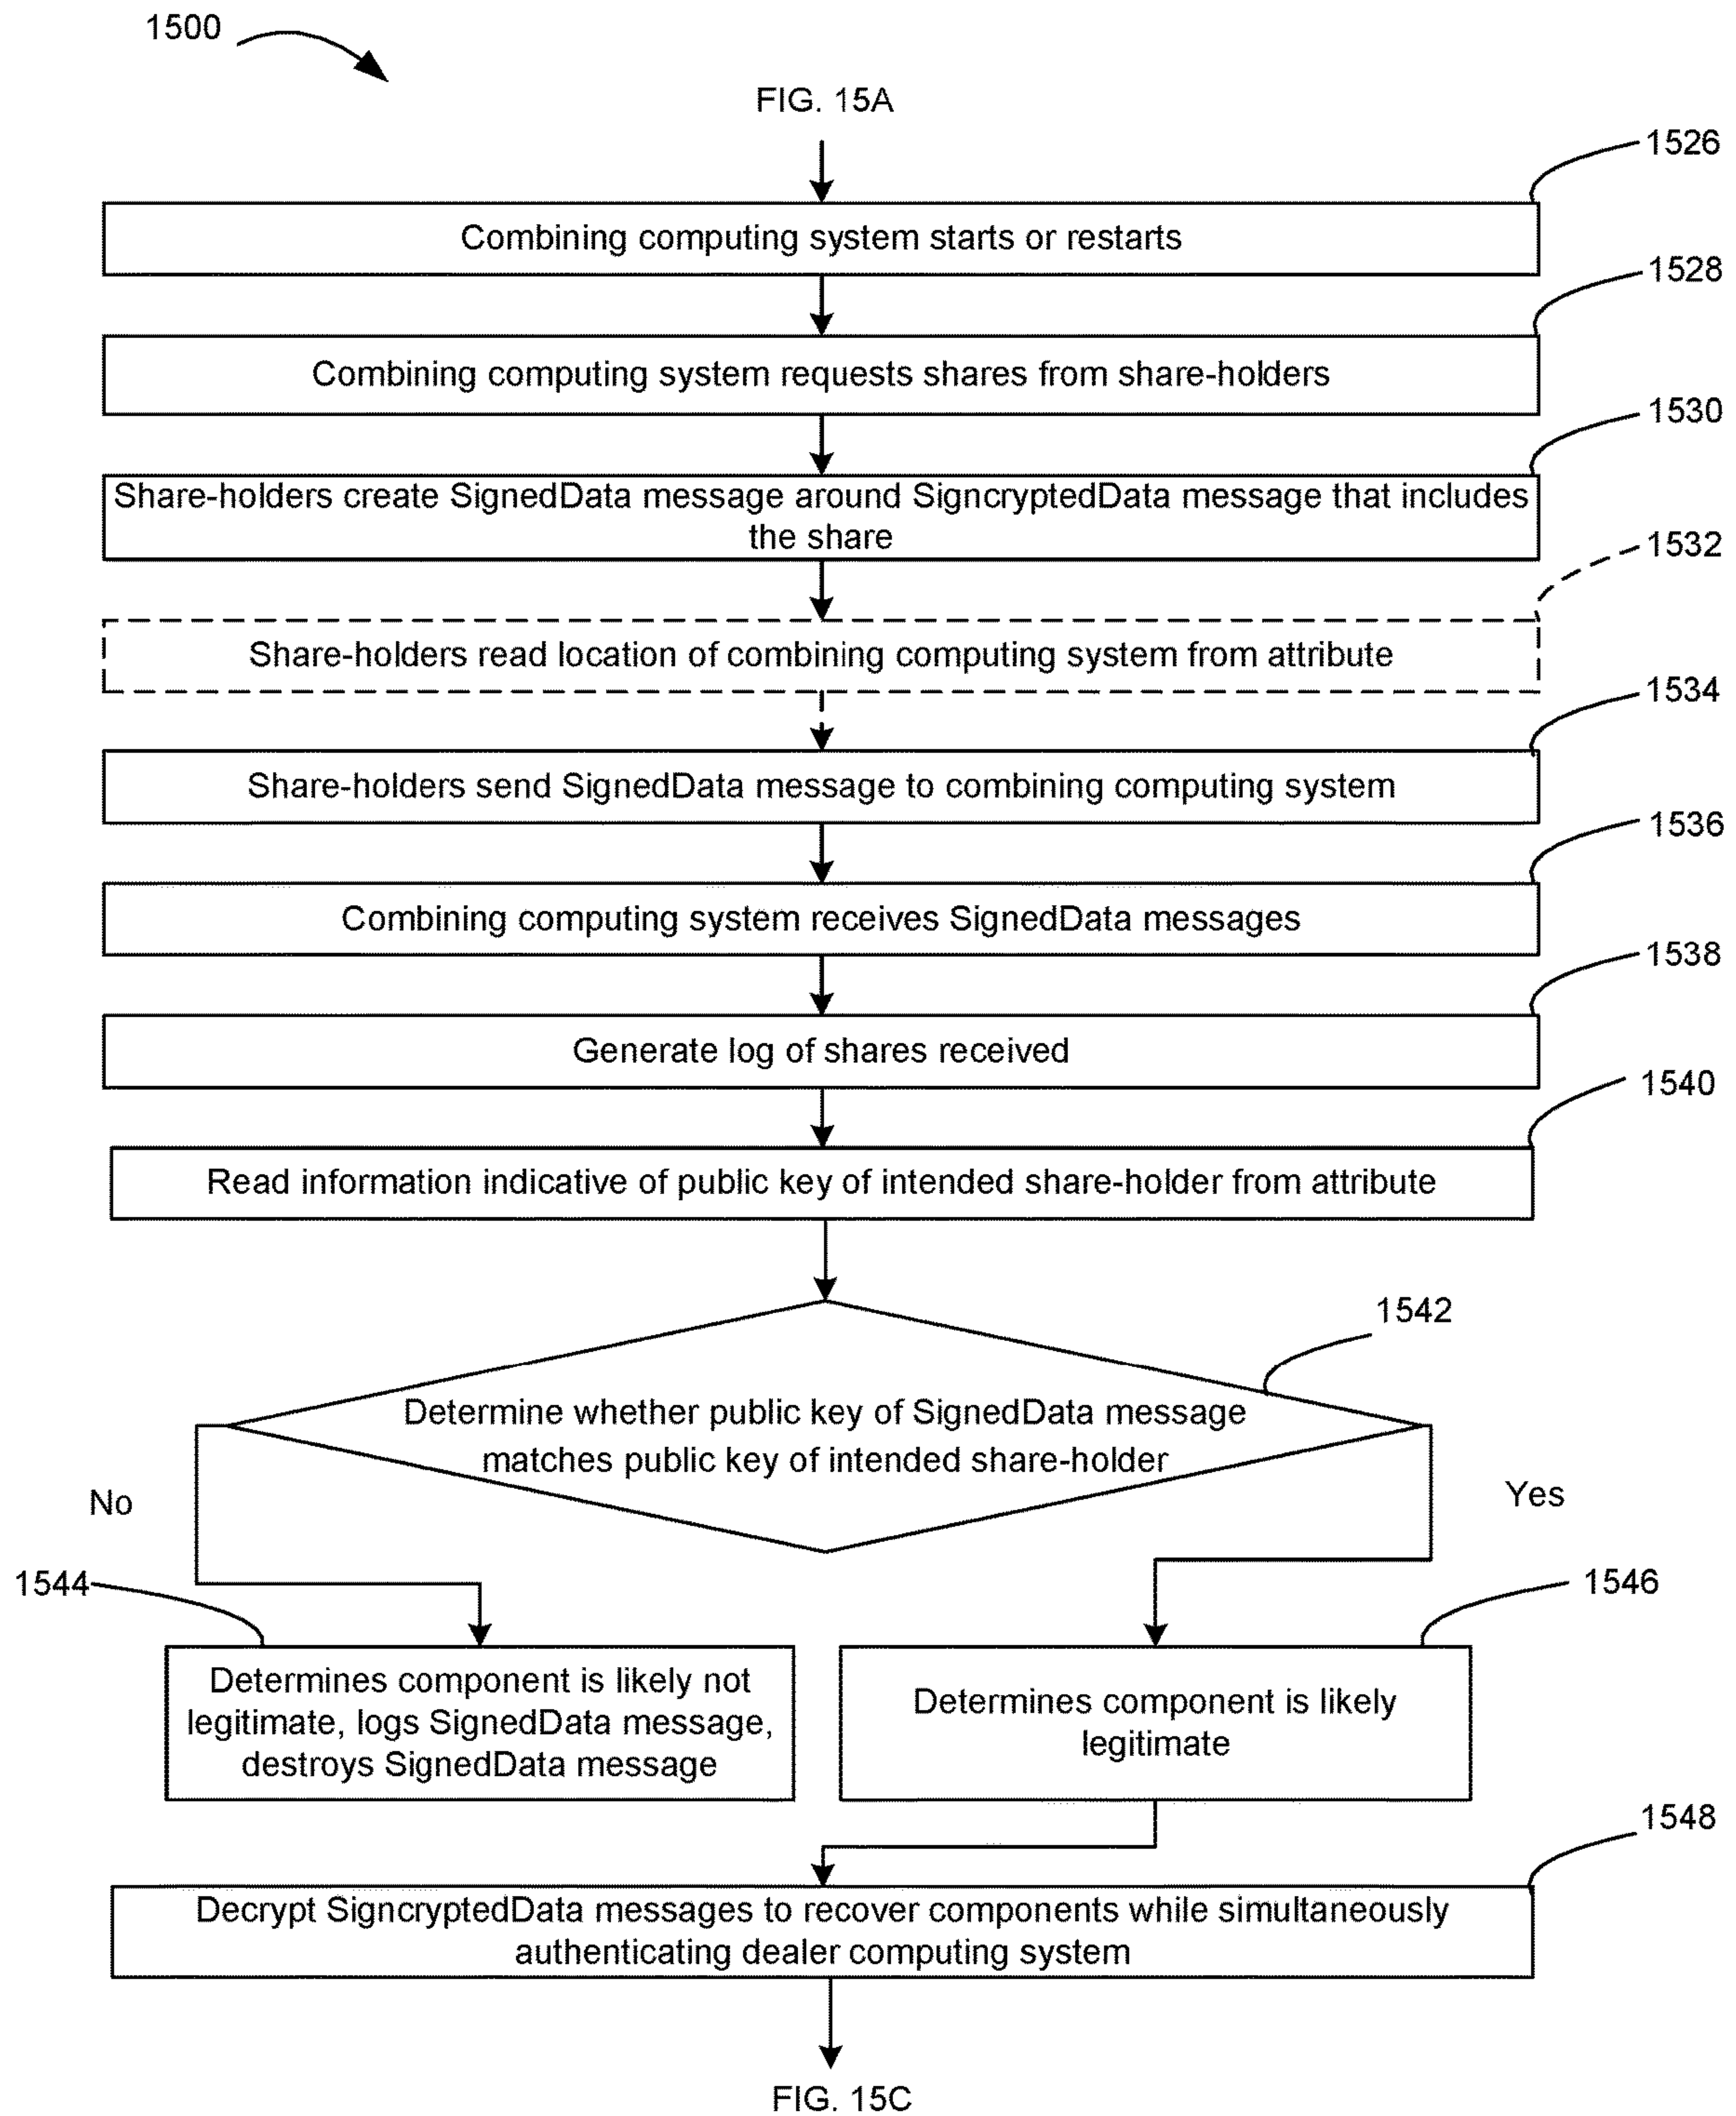 1500
FIG. 15A
1526
Combining computing system starts or restarts
1528
Combining computing system requests shares from share-holders
1530
Share-holders create SignedData message around SigncryptedData message that includes
the share
1532
Share-holders read location of combining computing system from attribute
1534
Share-holders send SignedData message to combining computing system
1536
Combining computing system receives SignedData messages
1538
Generate log of shares received
1540
Read information indicative of public key of intended share-holder from attribute
1542
Determine whether public key of SignedData message
matches public key of intended share-holder
No
Yes
1544
1546
Determines component is likely not
legitimate, logs SignedData message,
destroys SignedData message
Determines component is likely
legitimate
1548
Decrypt SigncryptedData messages to recover components while simultaneously
authenticating dealer computing system
FIG. 15C